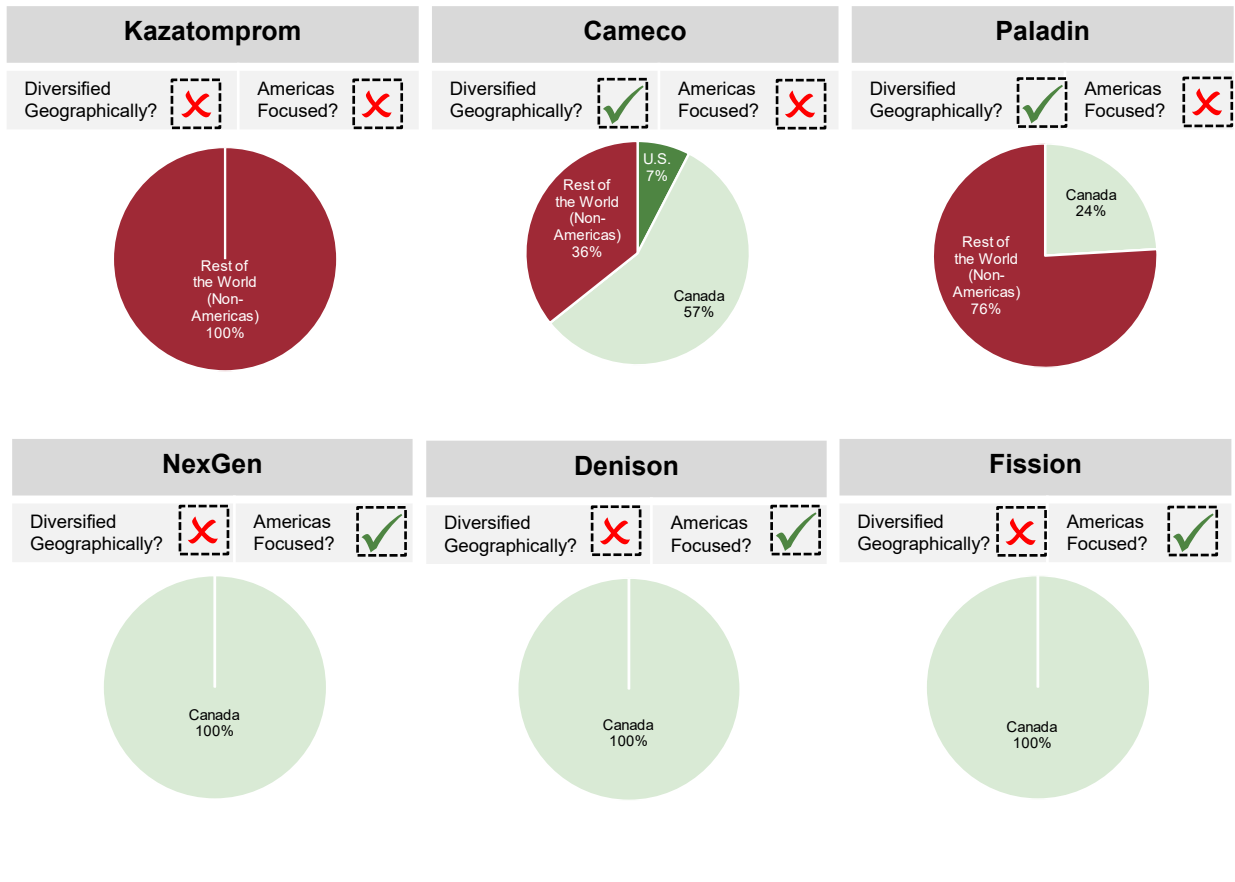 Kazatomprom
Diversified
Geographically?
Americas
Focused?
Rest of
the World
(Non-
Americas)
100%
Cameco
Diversified
Geographically?
Americas
Focused?
U.S.
7%
Rest of
the World
(Non-
Americas)
36%
Canada
57%
Paladin
Diversified
Geographically?
Americas
Focused?
Canada
24%
Rest of
the World
(Non-
Americas)
76%
NexGen
Diversified
Geographically?
Americas
Focused?
Canada
100%
Denison
Diversified
Geographically?
Americas
Focused?
Canada
100%
Fission
Diversified
Geographically?
Americas
Focused?
Canada
100%